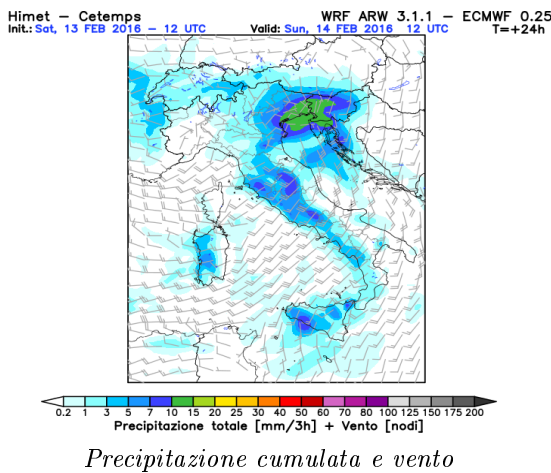 Himet – Cetemps WRF ARW 3.1.1 – ECMWF 0.25
Init.: Sat, 13 FEB 2016 – 12 UTC Valid: Sun, 14 FEB 2016 12 UTC T=+24h
0.2 1 3 5 7 10 15 20 25 30 40 50 60 70 80 100 125 150 175 200
Precipitazione totale [mm/3h] + Vento [nodi]
Precipitazione cumulata e vento